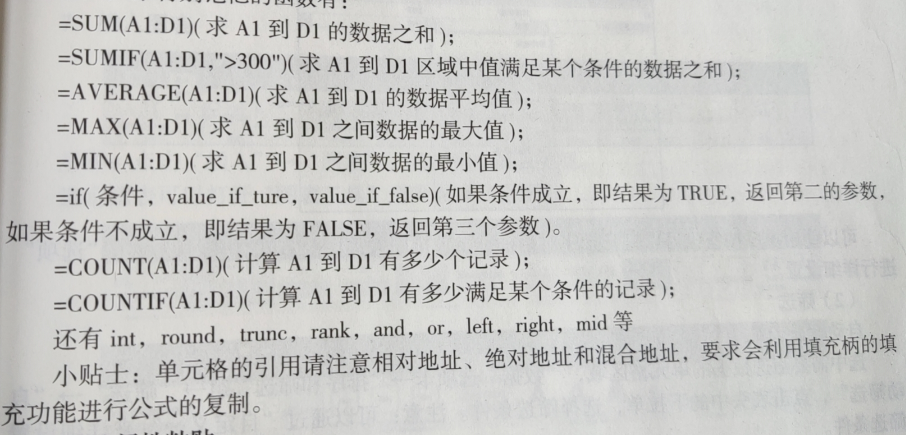 =SUM(A1:D1)(求 A1 到 D1 的数据之和);
=SUMIF(A1:D1,">300")(求 A1 到 D1 区域中值满足某个条件的数据之和);
=AVERAGE(A1:D1)(求 A1 到 D1 的数据平均值);
=MAX(A1:D1)(求 A1 到 D1 之间数据的最大值);
=MIN(A1:D1)(求 A1 到 D1 之间数据的最小值);
=if(条件，value_if_ture，value_if_false)(如果条件成立，即结果为 TRUE，返回第二的参数，
如果条件不成立，即结果为 FALSE，返回第三个参数)。
=COUNT(A1:D1)(计算 A1 到 D1 有多少个记录);
=COUNTIF(A1:D1)(计算 A1 到 D1 有多少满足某个条件的记录);
还有 int，round，trunc，rank，and，or，left，right，mid 等
小贴士：单元格的引用请注意相对地址、绝对地址和混合地址，要求会利用填充柄的填
充功能进行公式的复制。